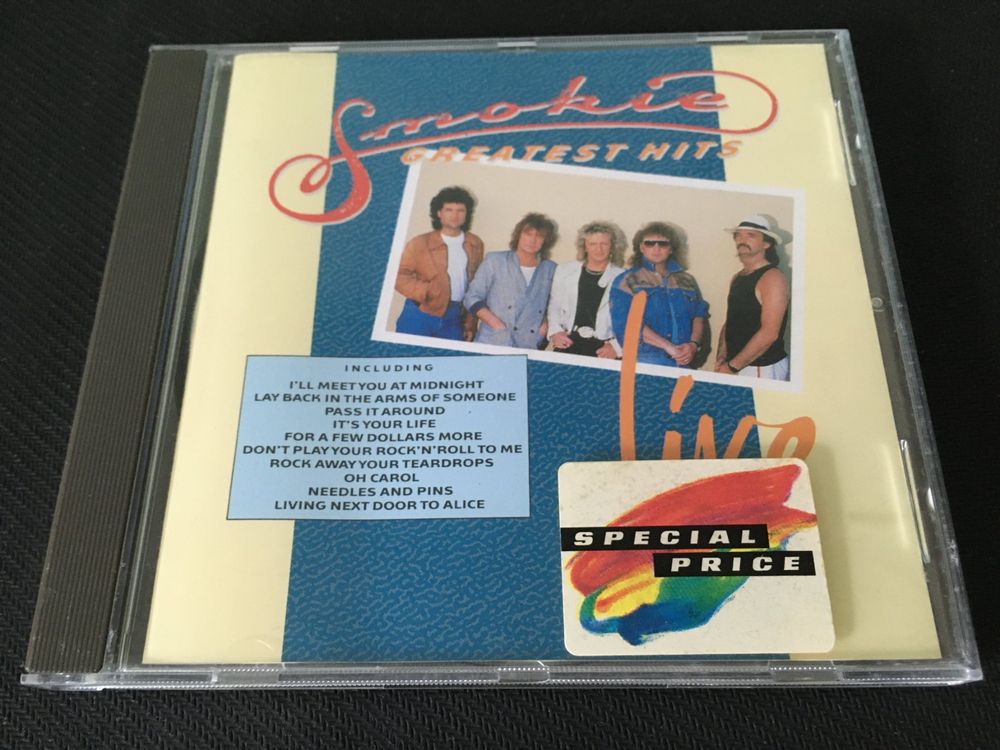 Smokie
GREATEST HITS
Live
INCLUDING
I'LL MEET YOU AT MIDNIGHT
LAY BACK IN THE ARMS OF SOMEONE
PASS IT AROUND
IT'S YOUR LIFE
FOR A FEW DOLLARS MORE
DON'T PLAY YOUR ROCK'N'ROLL TO ME
ROCK AWAY YOUR TEARDROPS
OH CAROL
NEEDLES AND PINS
LIVING NEXT DOOR TO ALICE
SPECIAL
PRICE